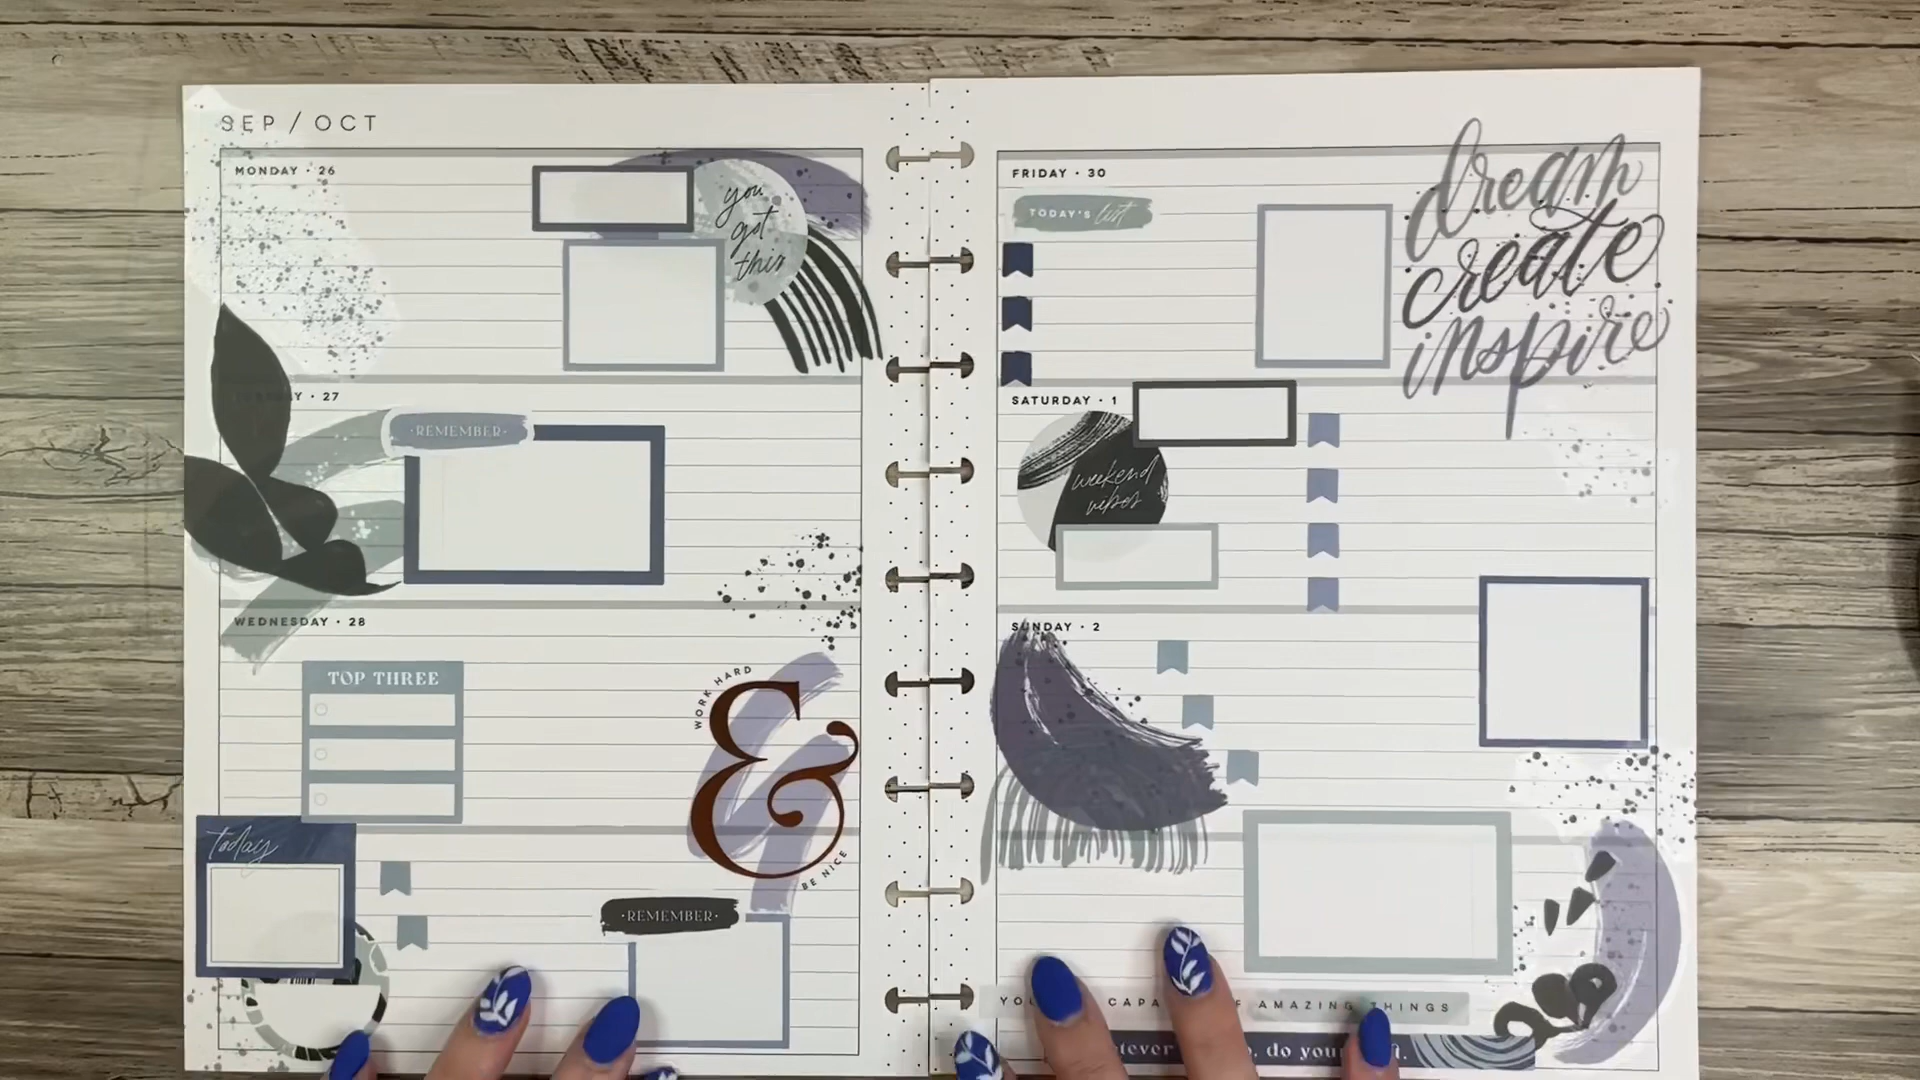 SEP / OCT
MONDAY · 26
you
got
this
27
·REMEMBER·
WEDNESDAY · 28
TOP THREE
WORK HARD
&
BE NICE
today
·REMEMBER·
FRIDAY · 30
TODAY'S list
dream
create
inspire
SATURDAY · 1
weekend
vibes
SUNDAY · 2
AMAZING THINGS
do your